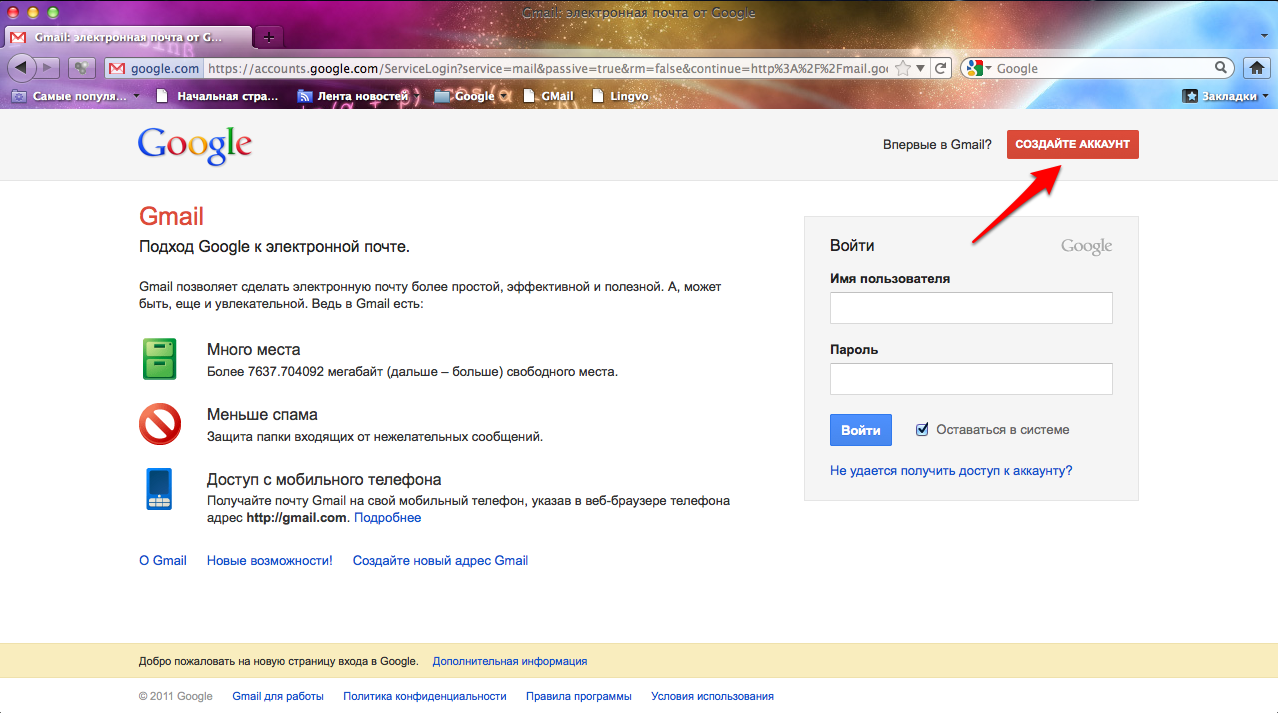 Gmail: электронная почта от Google
Gmail: электронная почта от G...
google.com https://accounts.google.com/ServiceLogin?service=mail&passive=true&rm=false&continue=http%3A%2F%2Fmail.goo
Google
Самые популя... Начальная стра... Лента новостей Google GMail Lingvo Закладки
Google
Впервые в Gmail? СОЗДАЙТЕ АККАУНТ
Gmail
Подход Google к электронной почте.
Gmail позволяет сделать электронную почту более простой, эффективной и полезной. А, может
быть, еще и увлекательной. Ведь в Gmail есть:
Много места
Более 7637.704092 мегабайт (дальше – больше) свободного места.
Меньше спама
Защита папки входящих от нежелательных сообщений.
Доступ с мобильного телефона
Получайте почту Gmail на свой мобильный телефон, указав в веб-браузере телефона
адрес http://gmail.com. Подробнее
О Gmail Новые возможности! Создайте новый адрес Gmail
Войти Google
Имя пользователя
Пароль
Войти Оставаться в системе
Не удается получить доступ к аккаунту?
Добро пожаловать на новую страницу входа в Google. Дополнительная информация
© 2011 Google Gmail для работы Политика конфиденциальности Правила программы Условия использования